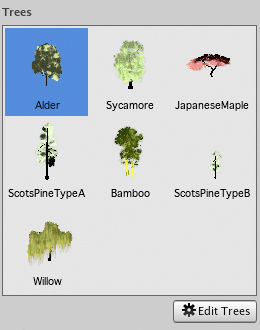 Trees
Alder
Sycamore
JapaneseMaple
ScotsPineTypeA
Bamboo
ScotsPineTypeB
Willow
Edit Trees